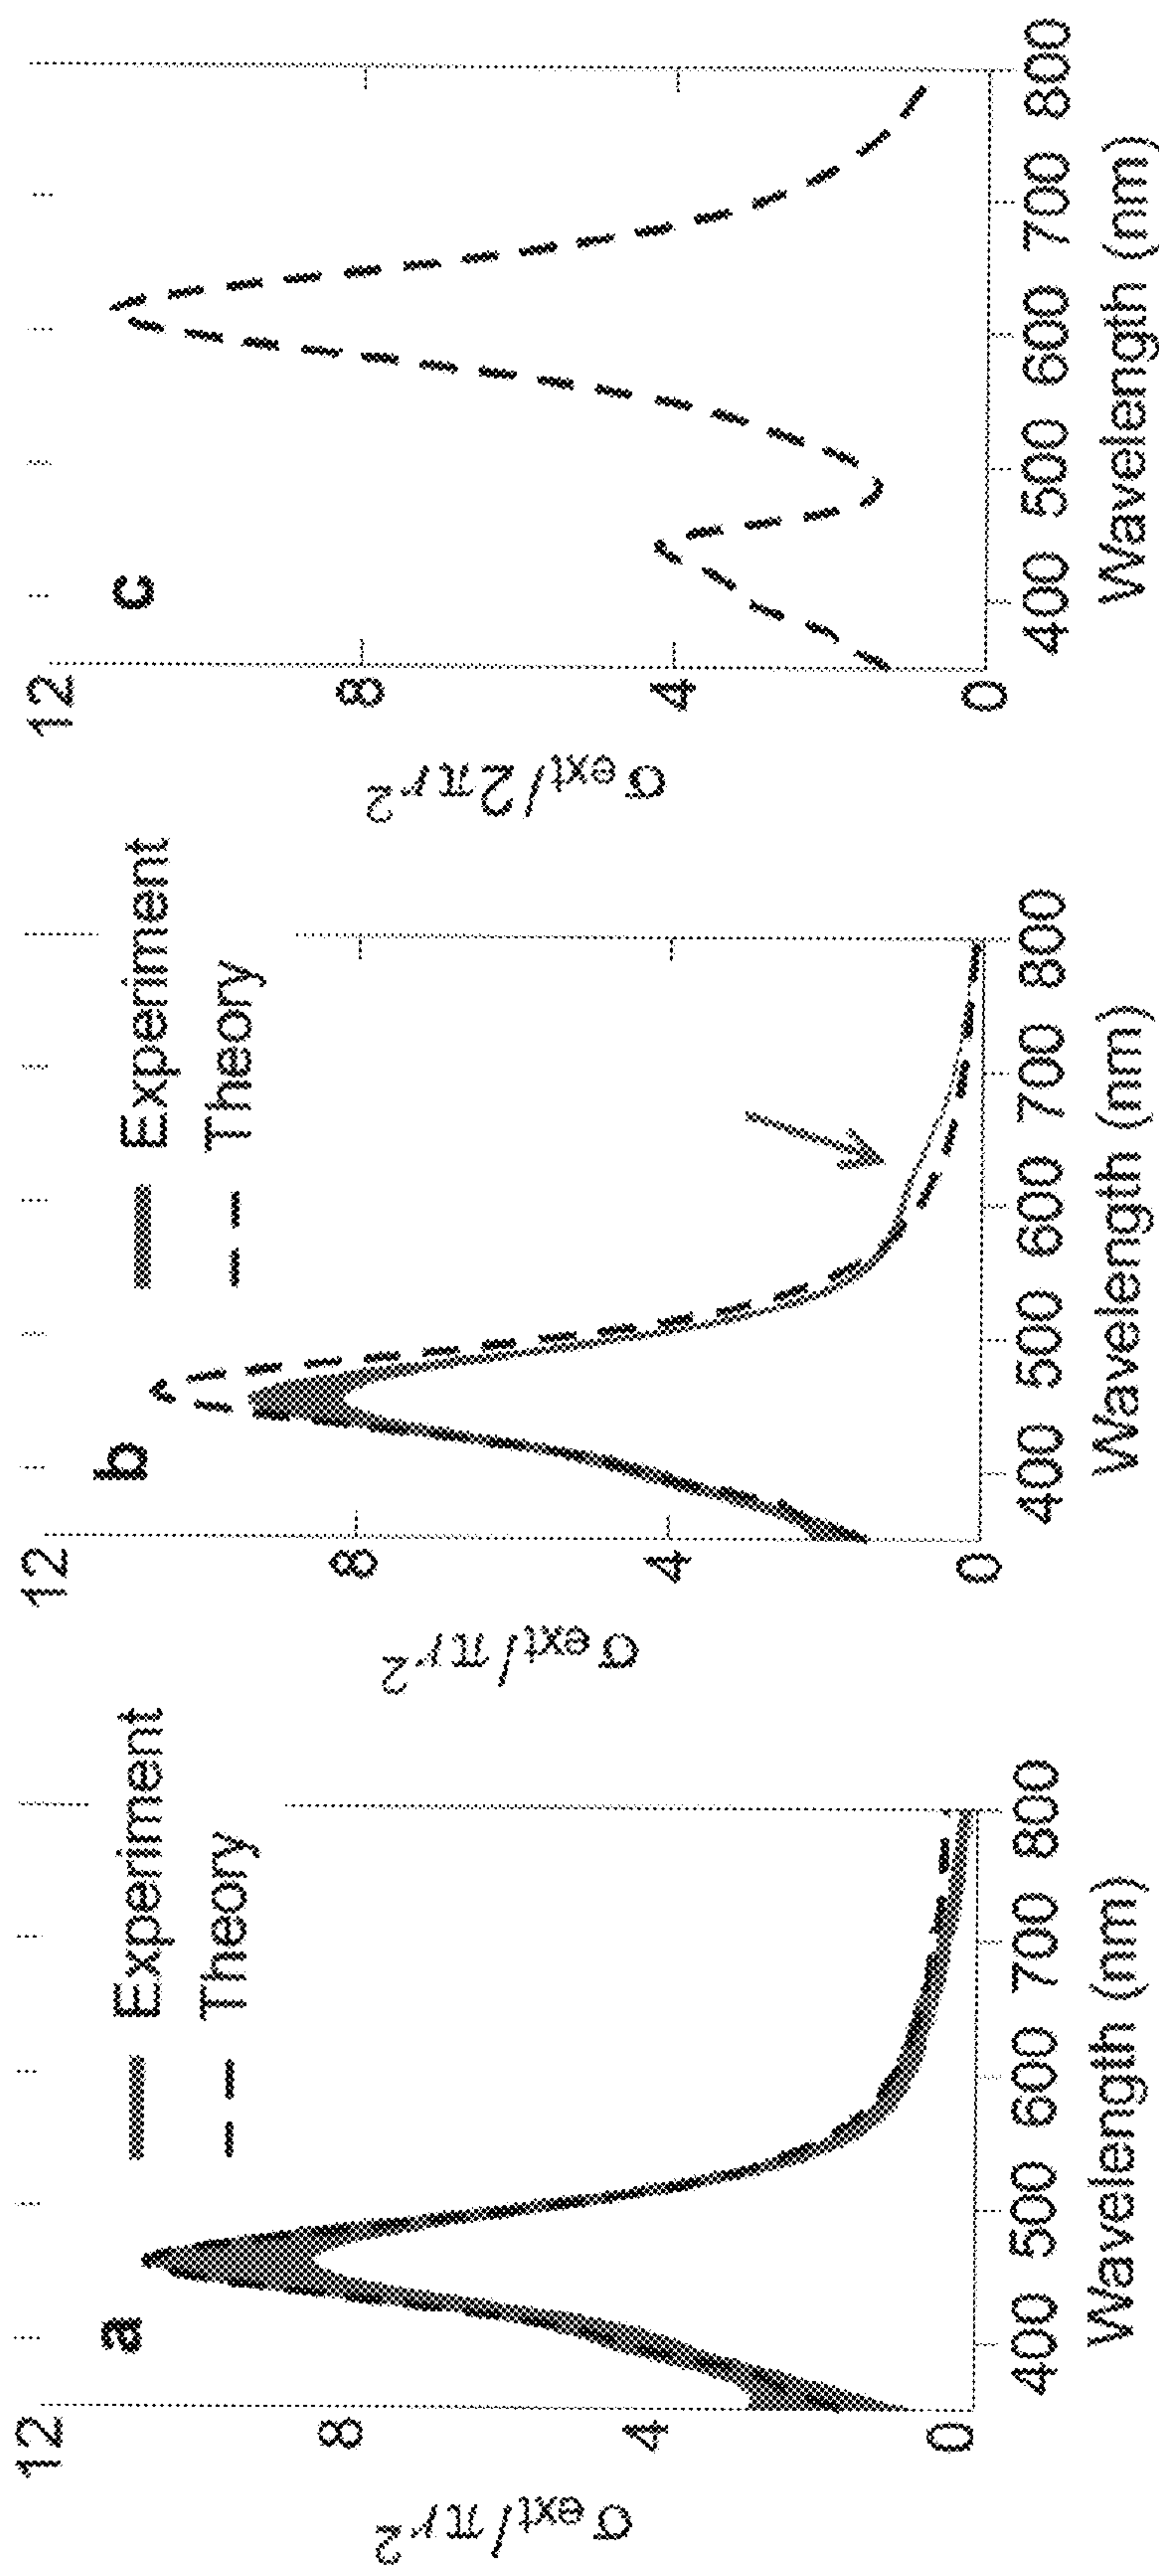 a
12
8
4
0
σext/πr2
Experiment
Theory
400 500 600 700 800
Wavelength (nm)
b
12
8
4
0
σext/πr2
Experiment
Theory
400 500 600 700 800
Wavelength (nm)
c
12
8
4
0
σext/2πr2
400 500 600 700 800
Wavelength (nm)